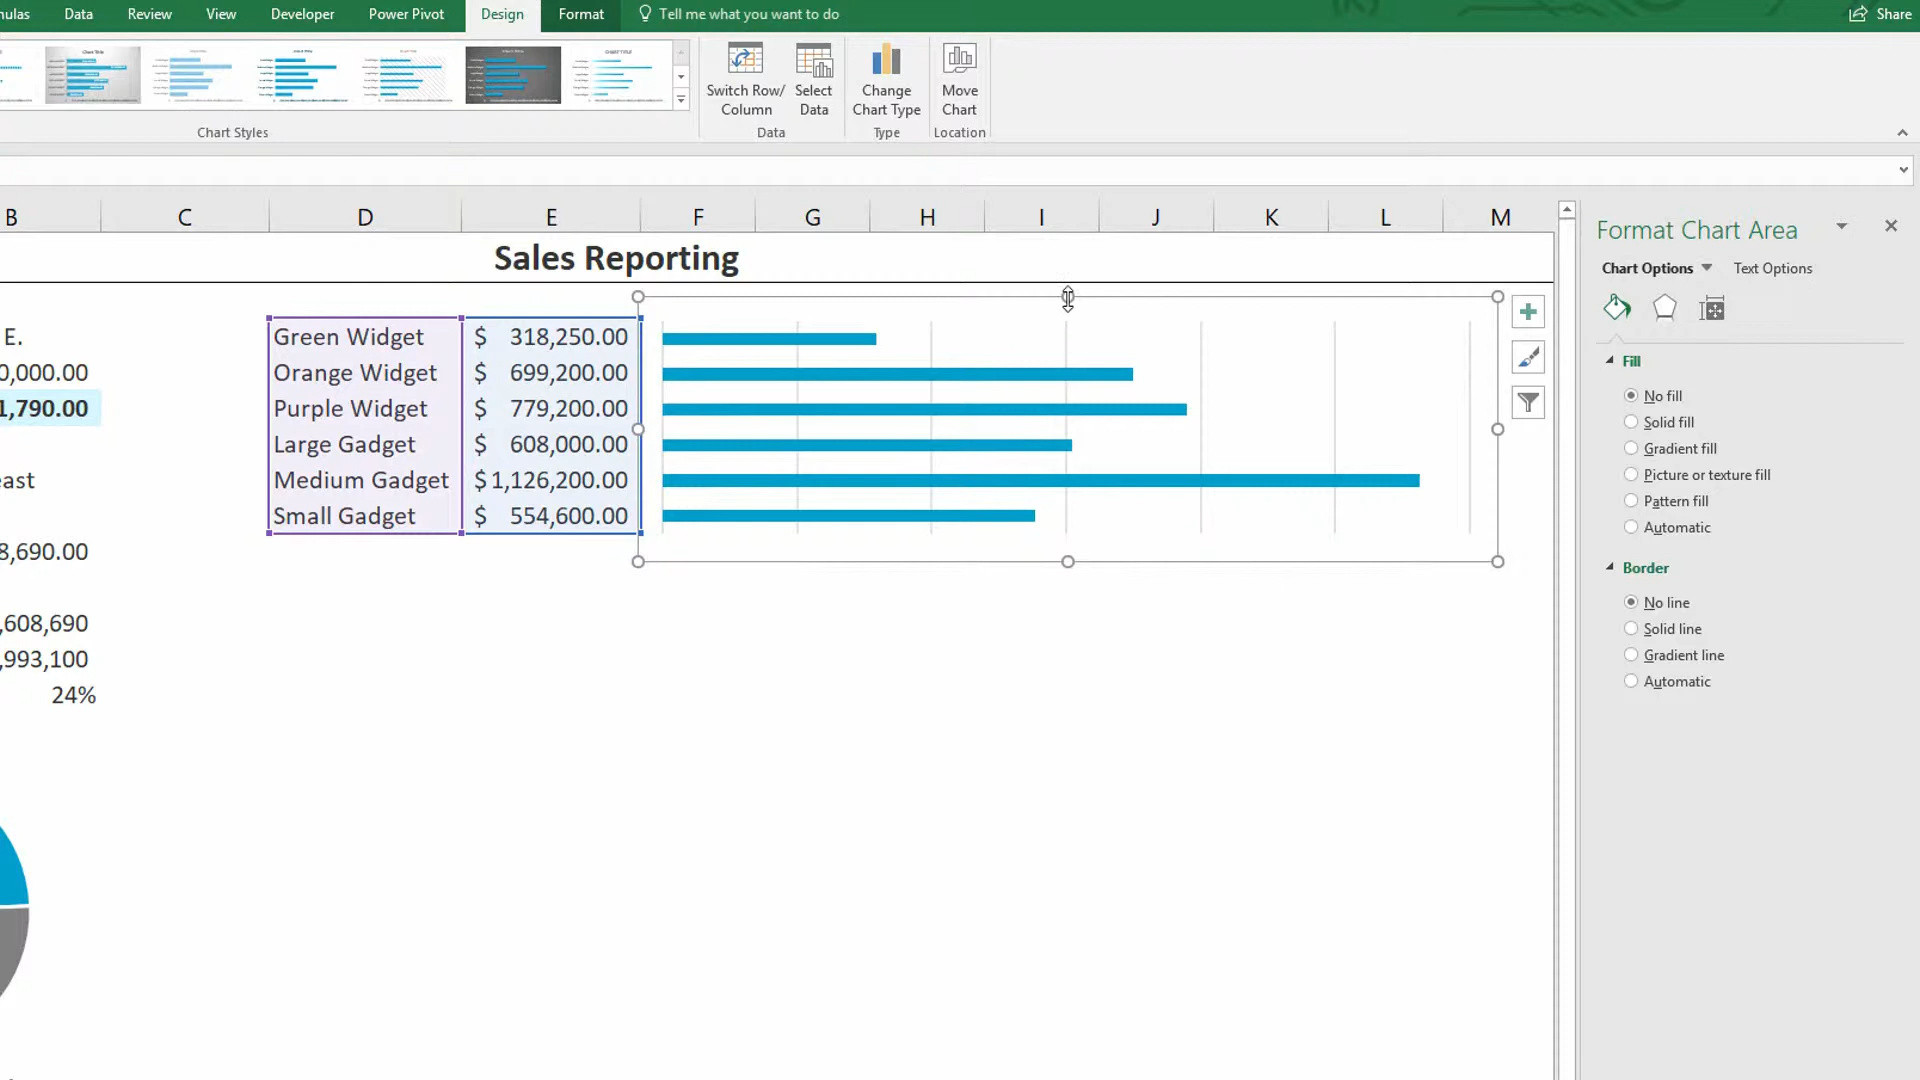 nulas Data Review View Developer Power Pivot Design Format Tell me what you want to do Share
Switch Row/ Column
Select Data
Change Chart Type
Move Chart
Chart Styles Data Type Location
B C D E F G H I J K L M
Sales Reporting
E.
0,000.00
1,790.00
east
8,690.00
,608,690
,993,100
24%
Green Widget $ 318,250.00
Orange Widget $ 699,200.00
Purple Widget $ 779,200.00
Large Gadget $ 608,000.00
Medium Gadget $ 1,126,200.00
Small Gadget $ 554,600.00
Format Chart Area
Chart Options Text Options
Fill
No fill
Solid fill
Gradient fill
Picture or texture fill
Pattern fill
Automatic
Border
No line
Solid line
Gradient line
Automatic